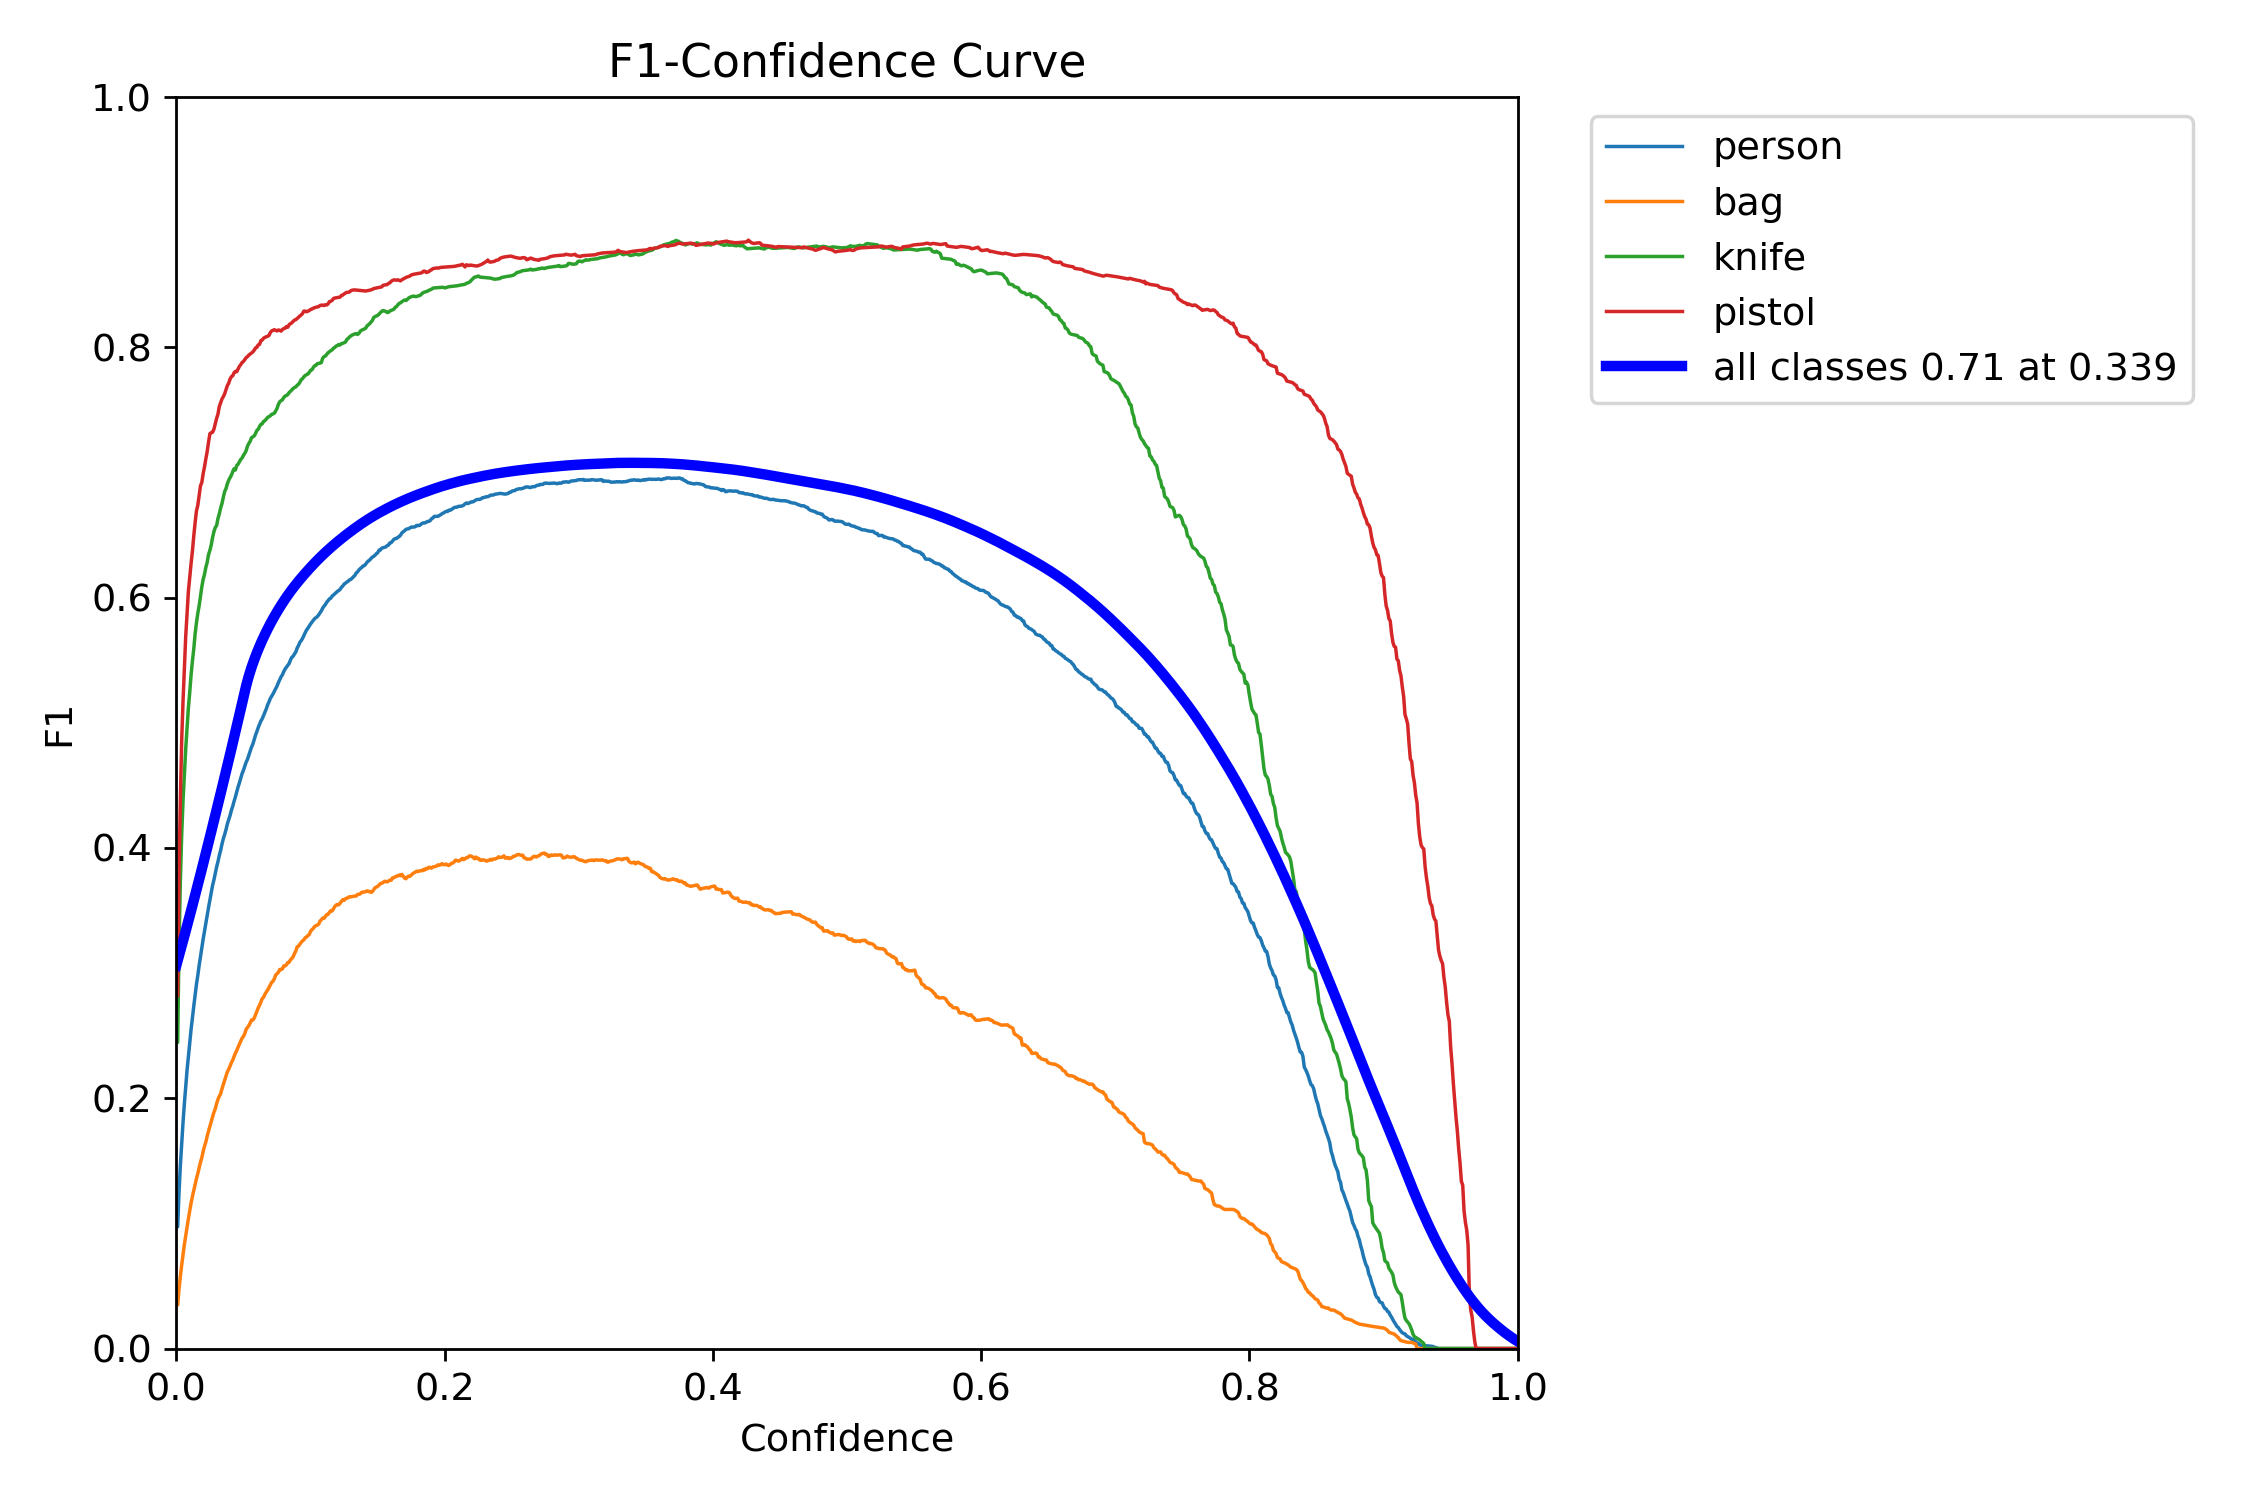 F1-Confidence Curve
1.0
0.8
0.6
0.4
0.2
0.0
F1
0.0 0.2 0.4 0.6 0.8 1.0
Confidence
person
bag
knife
pistol
all classes 0.71 at 0.339